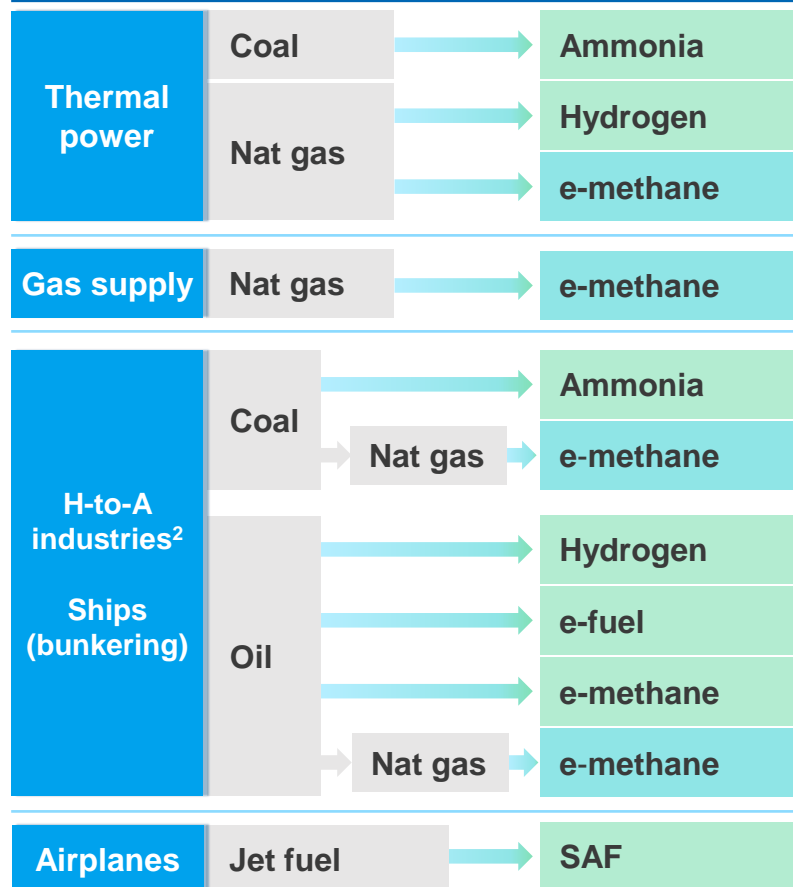 Thermal
power
Coal
Ammonia
Nat gas
Hydrogen
e-methane
Gas supply
Nat gas
e-methane
H-to-A
industries²
Ships
(bunkering)
Coal
Ammonia
Nat gas
e-methane
Oil
Hydrogen
e-fuel
e-methane
Nat gas
e-methane
Airplanes
Jet fuel
SAF